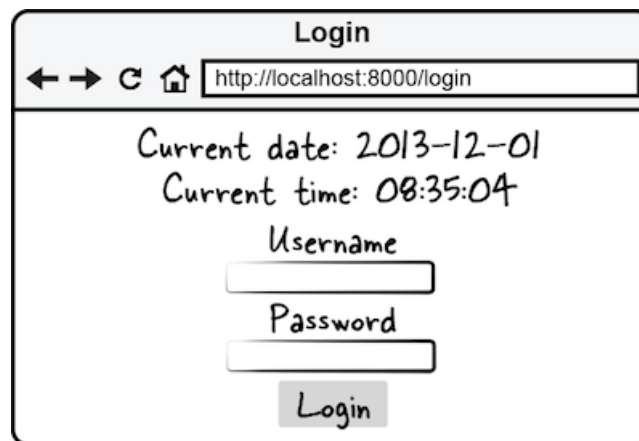 Login
http://localhost:8000/login
Current date: 2013-12-01
Current time: 08:35:04
Username
Password
Login